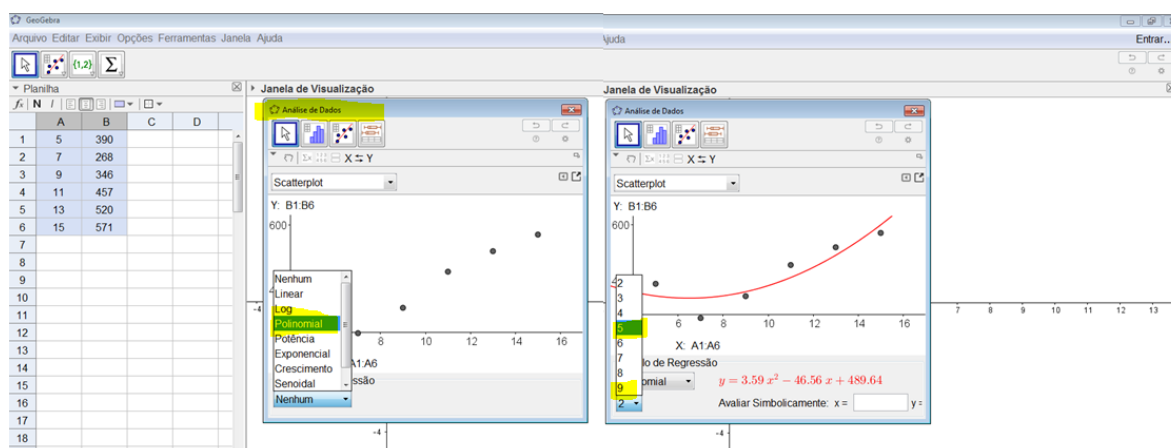 GeoGebra
Arquivo Editar Exibir Opções Ferramentas Janela Ajuda
Ajuda
Entrar...
{1,2} Σ
Planilha
Janela de Visualização
Janela de Visualização
fx N I
A B C D
1 5 390
2 7 268
3 9 346
4 11 457
5 13 520
6 15 571
7
8
9
10
11
12
13
14
15
16
17
18
Análise de Dados
X ⇆ Y
Scatterplot
Y: B1:B6
600
Nenhum
Linear
Log
Polinomial
Potência
Exponencial
Crescimento
Senoidal
8 10 12 14 16
A1:A6
ssão
Nenhum
-4
-4
Análise de Dados
X ⇆ Y
Scatterplot
Y: B1:B6
600
2
3
4
5
6
7
8
9
6 8 10 12 14 16
X: A1:A6
lo de Regressão
omial
y = 3.59 x² − 46.56 x + 489.64
2
Avaliar Simbolicamente: x = y =
-4
7 8 9 10 11 12 13